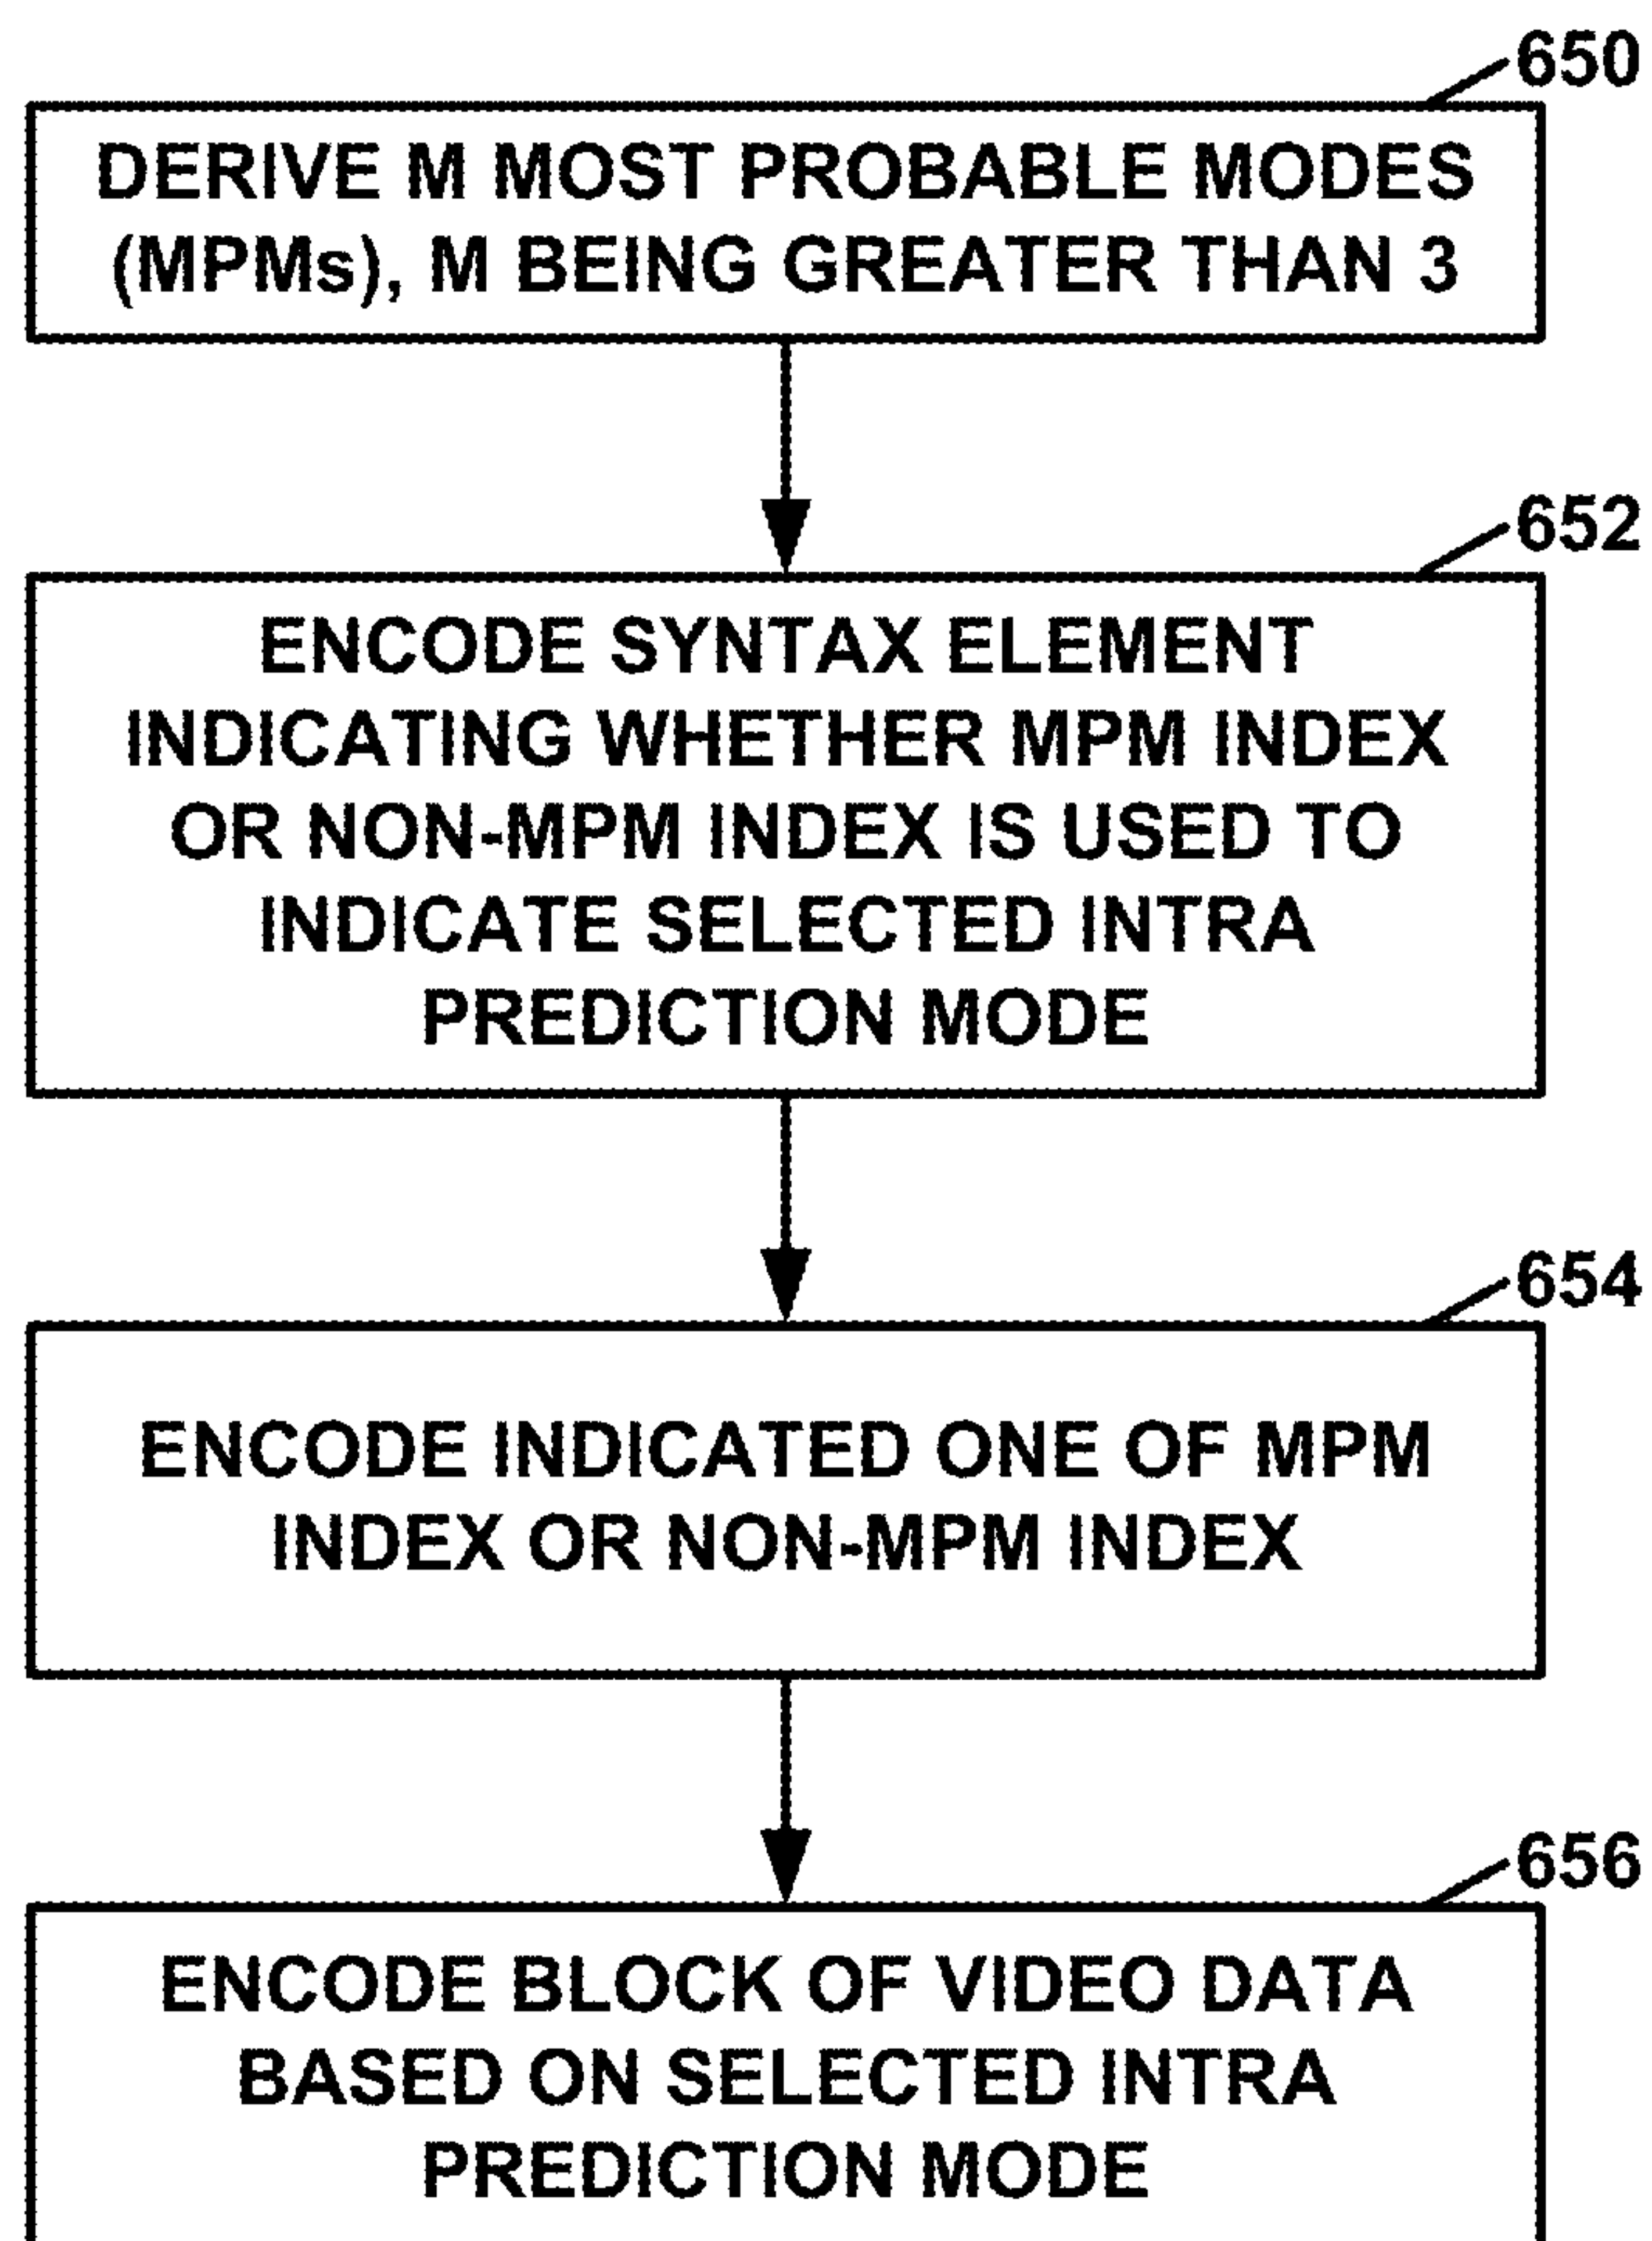 650
DERIVE M MOST PROBABLE MODES
(MPMs), M BEING GREATER THAN 3
652
ENCODE SYNTAX ELEMENT
INDICATING WHETHER MPM INDEX
OR NON-MPM INDEX IS USED TO
INDICATE SELECTED INTRA
PREDICTION MODE
654
ENCODE INDICATED ONE OF MPM
INDEX OR NON-MPM INDEX
656
ENCODE BLOCK OF VIDEO DATA
BASED ON SELECTED INTRA
PREDICTION MODE